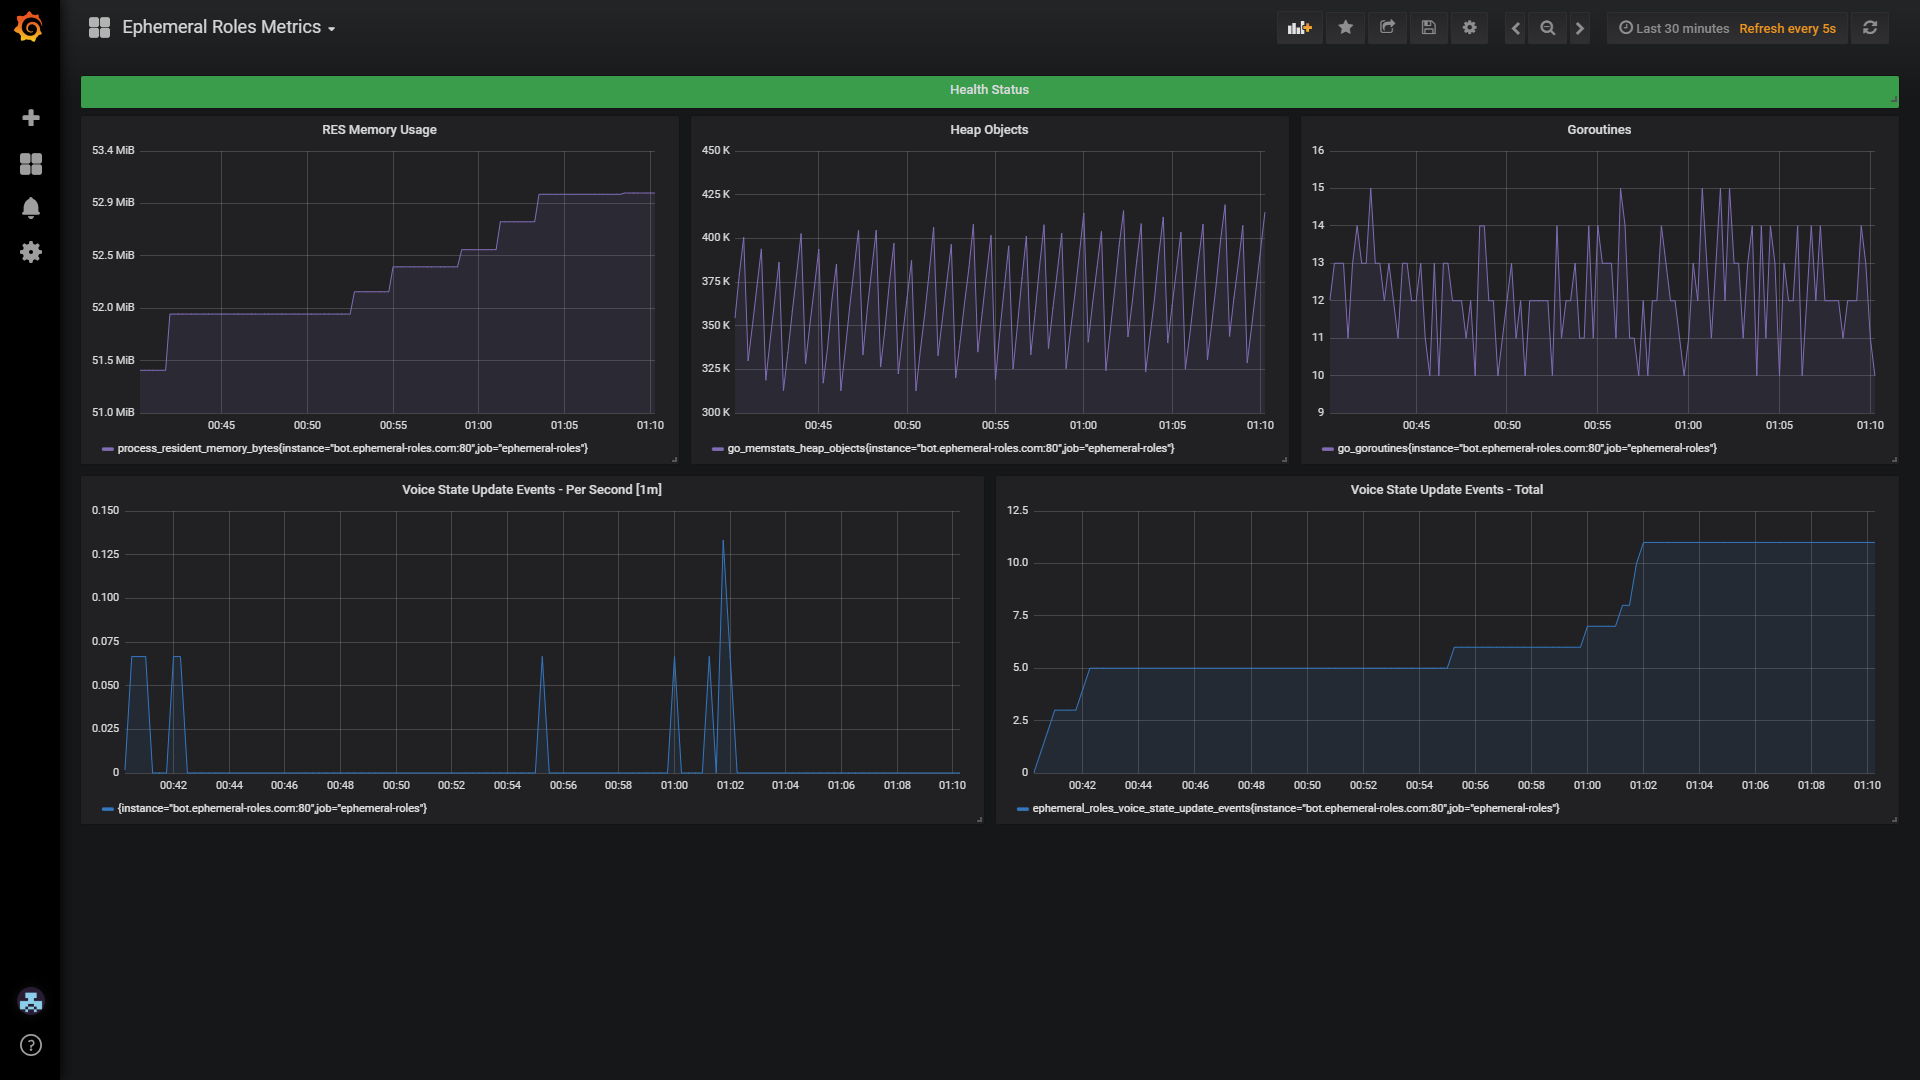 Ephemeral Roles Metrics
Last 30 minutes Refresh every 5s
Health Status
RES Memory Usage
53.4 MiB
52.9 MiB
52.5 MiB
52.0 MiB
51.5 MiB
51.0 MiB
00:45 00:50 00:55 01:00 01:05 01:10
process_resident_memory_bytes{instance="bot.ephemeral-roles.com:80",job="ephemeral-roles"}
Heap Objects
450 K
425 K
400 K
375 K
350 K
325 K
300 K
00:45 00:50 00:55 01:00 01:05 01:10
go_memstats_heap_objects{instance="bot.ephemeral-roles.com:80",job="ephemeral-roles"}
Goroutines
16
15
14
13
12
11
10
9
00:45 00:50 00:55 01:00 01:05 01:10
go_goroutines{instance="bot.ephemeral-roles.com:80",job="ephemeral-roles"}
Voice State Update Events - Per Second [1m]
0.150
0.125
0.100
0.075
0.050
0.025
0
00:42 00:44 00:46 00:48 00:50 00:52 00:54 00:56 00:58 01:00 01:02 01:04 01:06 01:08 01:10
{instance="bot.ephemeral-roles.com:80",job="ephemeral-roles"}
Voice State Update Events - Total
12.5
10.0
7.5
5.0
2.5
0
00:42 00:44 00:46 00:48 00:50 00:52 00:54 00:56 00:58 01:00 01:02 01:04 01:06 01:08 01:10
ephemeral_roles_voice_state_update_events{instance="bot.ephemeral-roles.com:80",job="ephemeral-roles"}